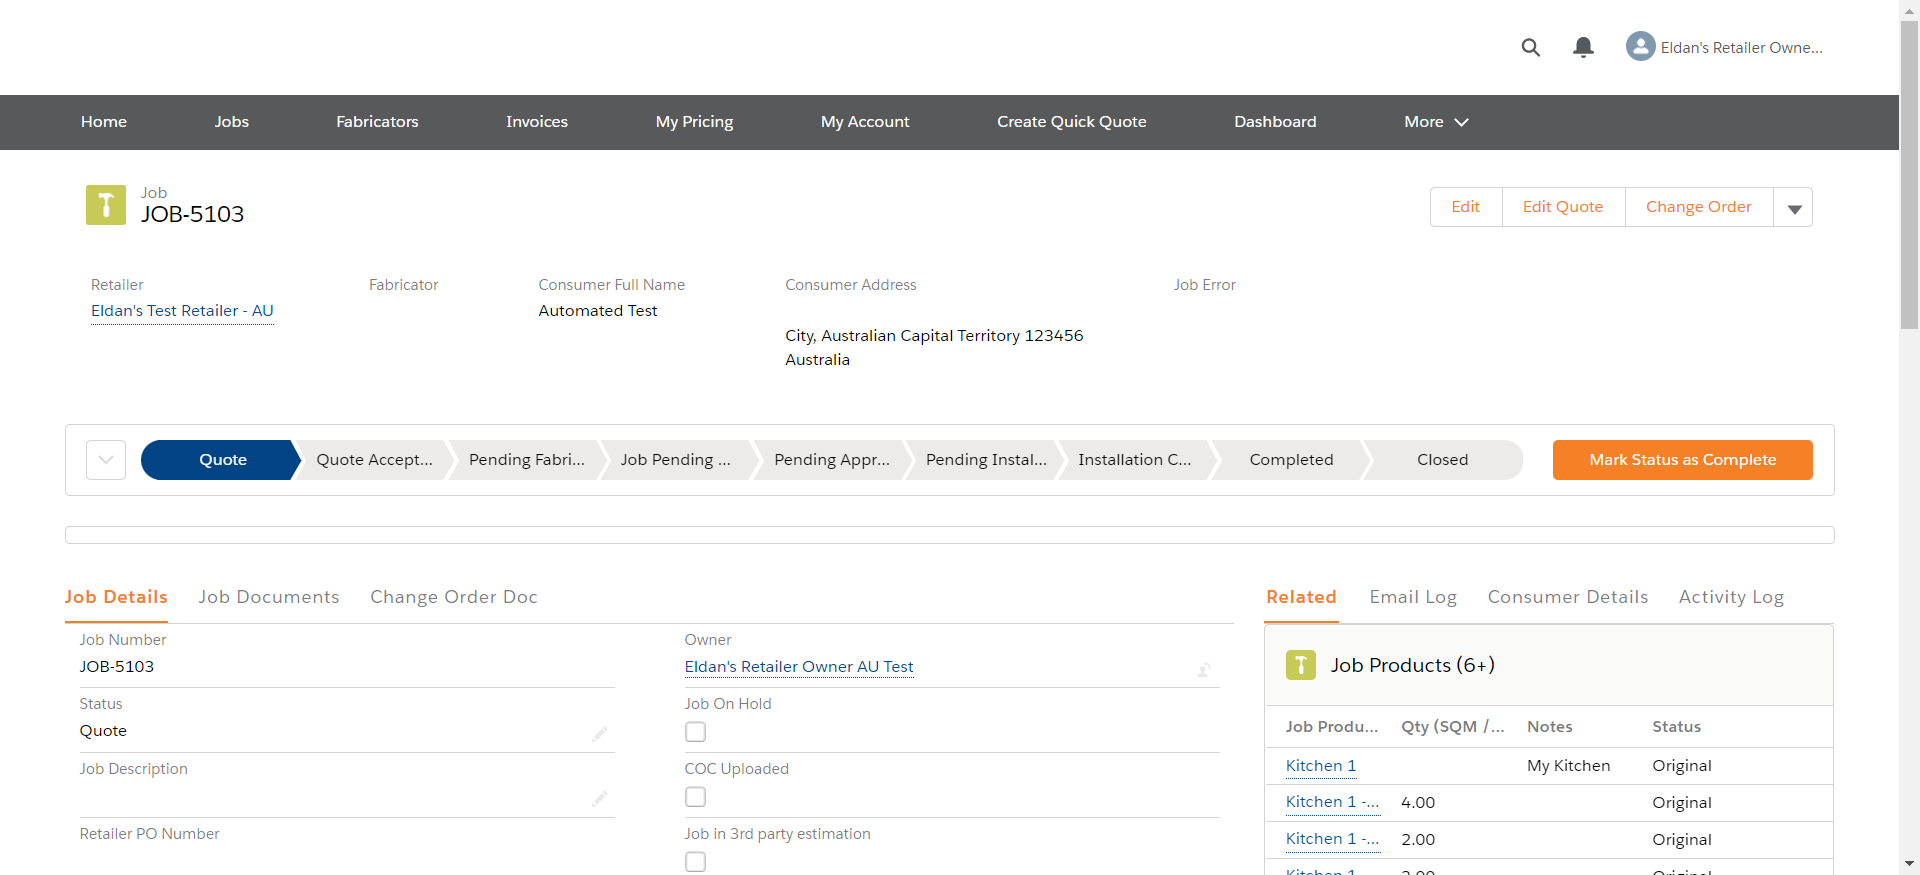 Eldan's Retailer Owne...
Home Jobs Fabricators Invoices My Pricing My Account Create Quick Quote Dashboard More
Job
JOB-5103
Edit Edit Quote Change Order
Retailer Fabricator Consumer Full Name Consumer Address Job Error
Eldan's Test Retailer - AU Automated Test
City, Australian Capital Territory 123456
Australia
Quote Quote Accept... Pending Fabri... Job Pending ... Pending Appr... Pending Instal... Installation C... Completed Closed Mark Status as Complete
Job Details Job Documents Change Order Doc
Job Number Owner
JOB-5103 Eldan's Retailer Owner AU Test
Status Job On Hold
Quote
Job Description COC Uploaded
Retailer PO Number Job in 3rd party estimation
Related Email Log Consumer Details Activity Log
Job Products (6+)
Job Produ... Qty (SQM /... Notes Status
Kitchen 1 My Kitchen Original
Kitchen 1 -... 4.00 Original
Kitchen 1 -... 2.00 Original